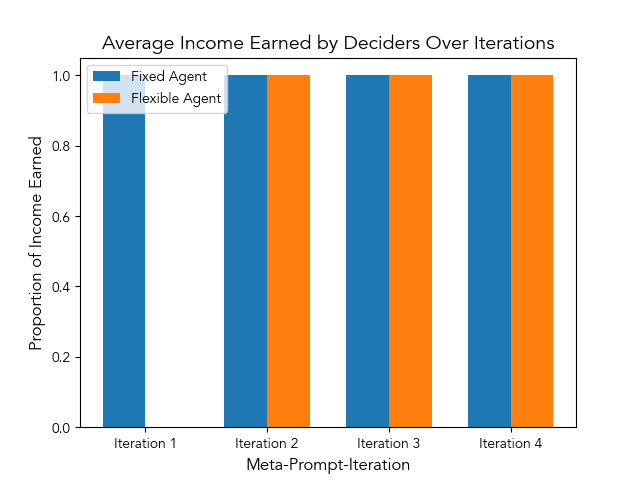 Average Income Earned by Deciders Over Iterations
Fixed Agent
Flexible Agent
Proportion of Income Earned
1.0
0.8
0.6
0.4
0.2
0.0
Iteration 1
Iteration 2
Iteration 3
Iteration 4
Meta-Prompt-Iteration